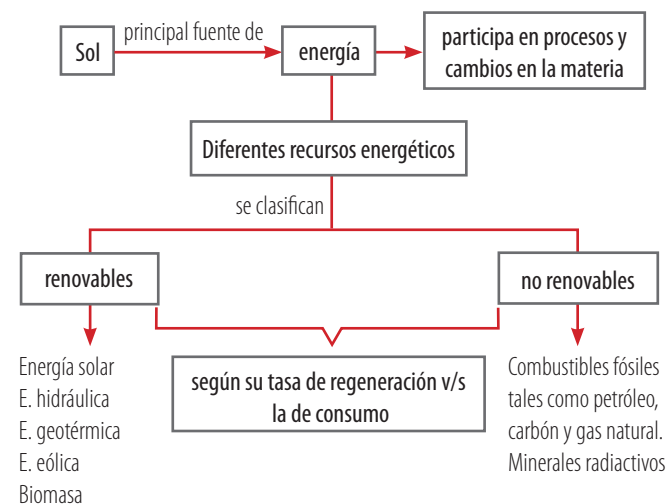 Sol
principal fuente de
energía
participa en procesos y
cambios en la materia
Diferentes recursos energéticos
se clasifican
renovables
no renovables
Energía solar
E. hidráulica
E. geotérmica
E. eólica
Biomasa
según su tasa de regeneración v/s
la de consumo
Combustibles fósiles
tales como petróleo,
carbón y gas natural.
Minerales radiactivos